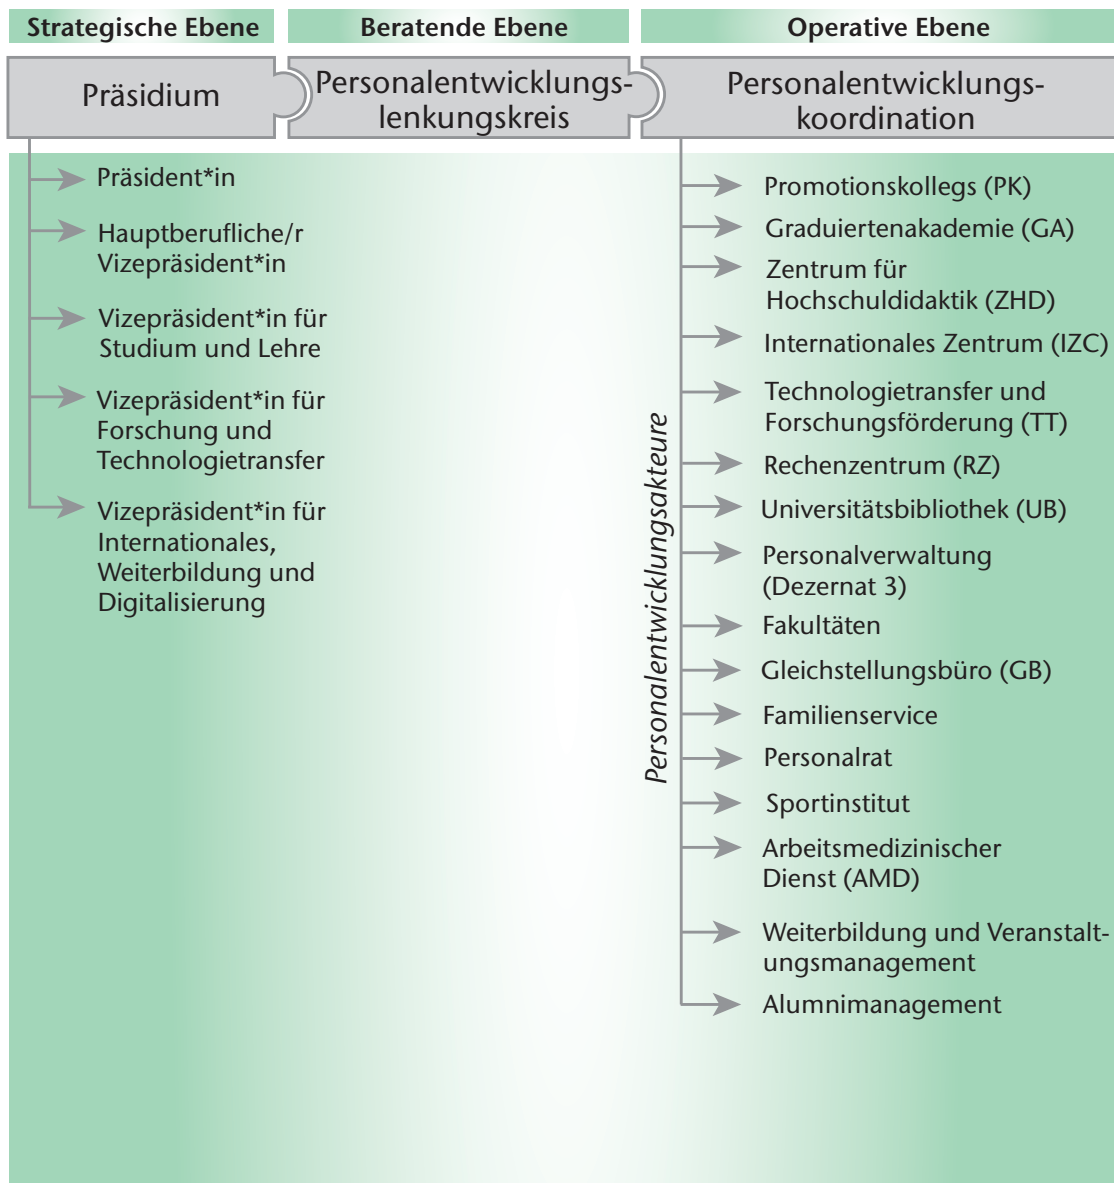 Strategische Ebene
Beratende Ebene
Operative Ebene
Präsidium
Personalentwicklungs-
lenkungskreis
Personalentwicklungs-
koordination
Präsident*in
Hauptberufliche/r
Vizepräsident*in
Vizepräsident*in für
Studium und Lehre
Vizepräsident*in für
Forschung und
Technologietransfer
Vizepräsident*in für
Internationales,
Weiterbildung und
Digitalisierung
Personalentwicklungsakteure
Promotionskollegs (PK)
Graduiertenakademie (GA)
Zentrum für
Hochschuldidaktik (ZHD)
Internationales Zentrum (IZC)
Technologietransfer und
Forschungsförderung (TT)
Rechenzentrum (RZ)
Universitätsbibliothek (UB)
Personalverwaltung
(Dezernat 3)
Fakultäten
Gleichstellungsbüro (GB)
Familienservice
Personalrat
Sportinstitut
Arbeitsmedizinischer
Dienst (AMD)
Weiterbildung und Veranstalt-
ungsmanagement
Alumnimanagement